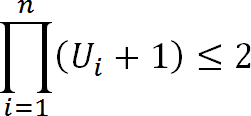 ∏_{i=1}^{n} (U_i + 1) ≤ 2